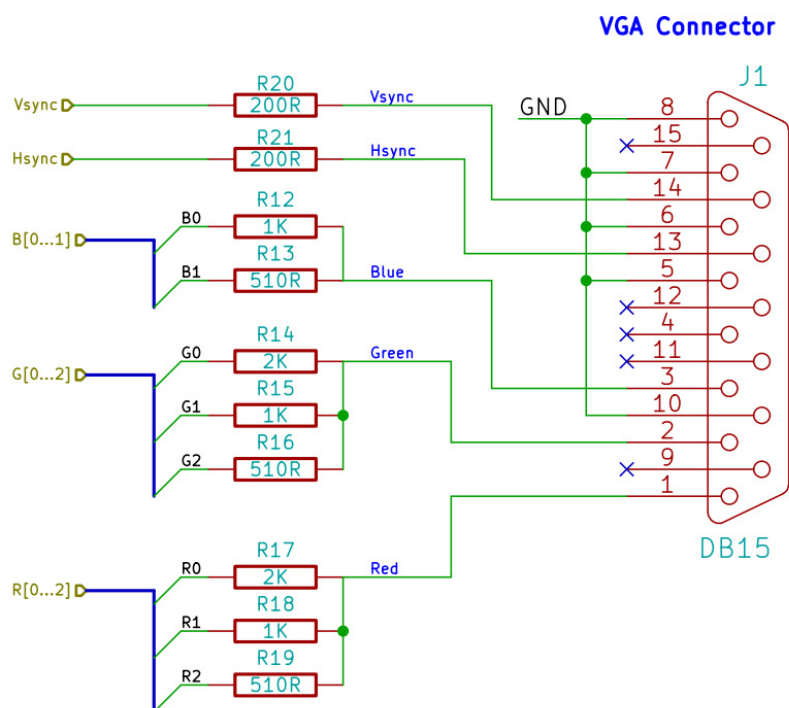 VGA Connector
J1
R20
Vsync 200R Vsync
GND
8
15
R21
Hsync 200R Hsync
7
14
R12
B0 1K
6
B[0...1]
13
R13
B1 510R Blue
5
12
4
R14
G0 2K Green
11
G[0...2]
3
R15
G1 1K
10
2
R16
G2 510R
9
1
DB15
R17
R0 2K Red
R[0...2]
R18
R1 1K
R19
R2 510R